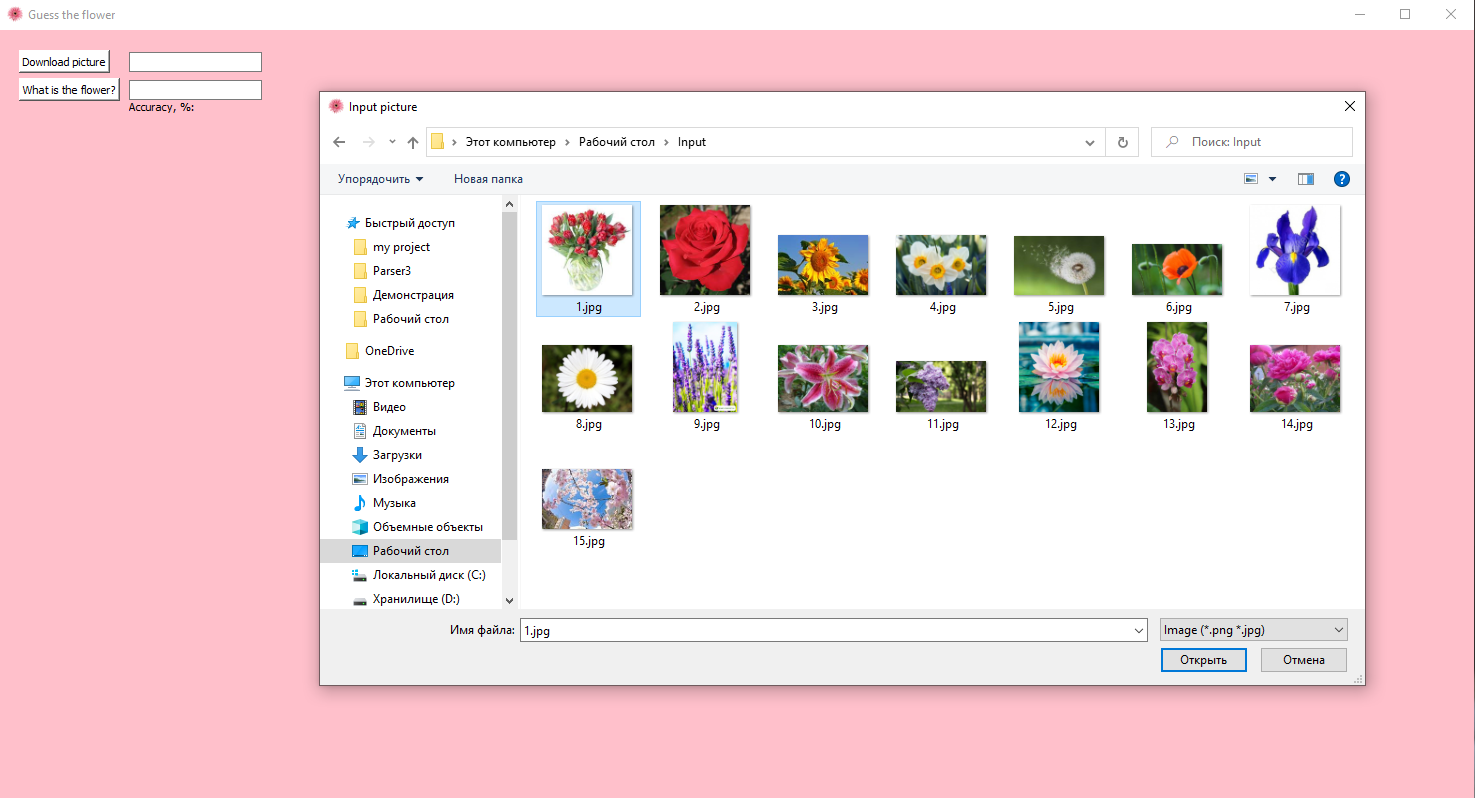 Guess the flower
Download picture
What is the flower?
Accuracy, %:
Input picture
Этот компьютер
Рабочий стол
Input
Поиск: Input
Упорядочить
Новая папка
?
Быстрый доступ
my project
Parser3
Демонстрация
Рабочий стол
OneDrive
Этот компьютер
Видео
Документы
Загрузки
Изображения
Музыка
Объемные объекты
Рабочий стол
Локальный диск (C:)
Хранилище (D:)
1.jpg 2.jpg 3.jpg 4.jpg 5.jpg 6.jpg 7.jpg
8.jpg 9.jpg 10.jpg 11.jpg 12.jpg 13.jpg 14.jpg
15.jpg
Имя файла: 1.jpg
Image (*.png *.jpg)
Открыть
Отмена